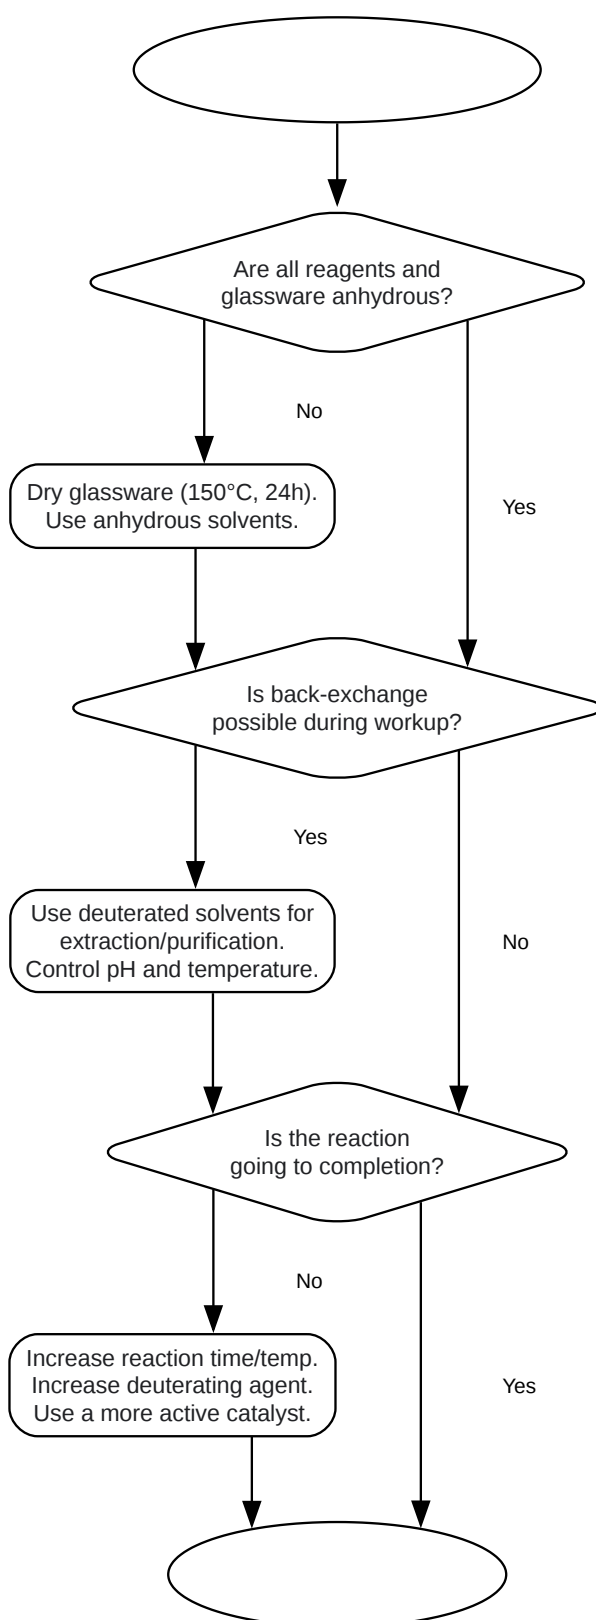 Are all reagents and
glassware anhydrous?
No
Dry glassware (150°C, 24h).
Use anhydrous solvents.
Yes
Is back-exchange
possible during workup?
Yes
Use deuterated solvents for
extraction/purification.
Control pH and temperature.
No
Is the reaction
going to completion?
No
Increase reaction time/temp.
Increase deuterating agent.
Use a more active catalyst.
Yes